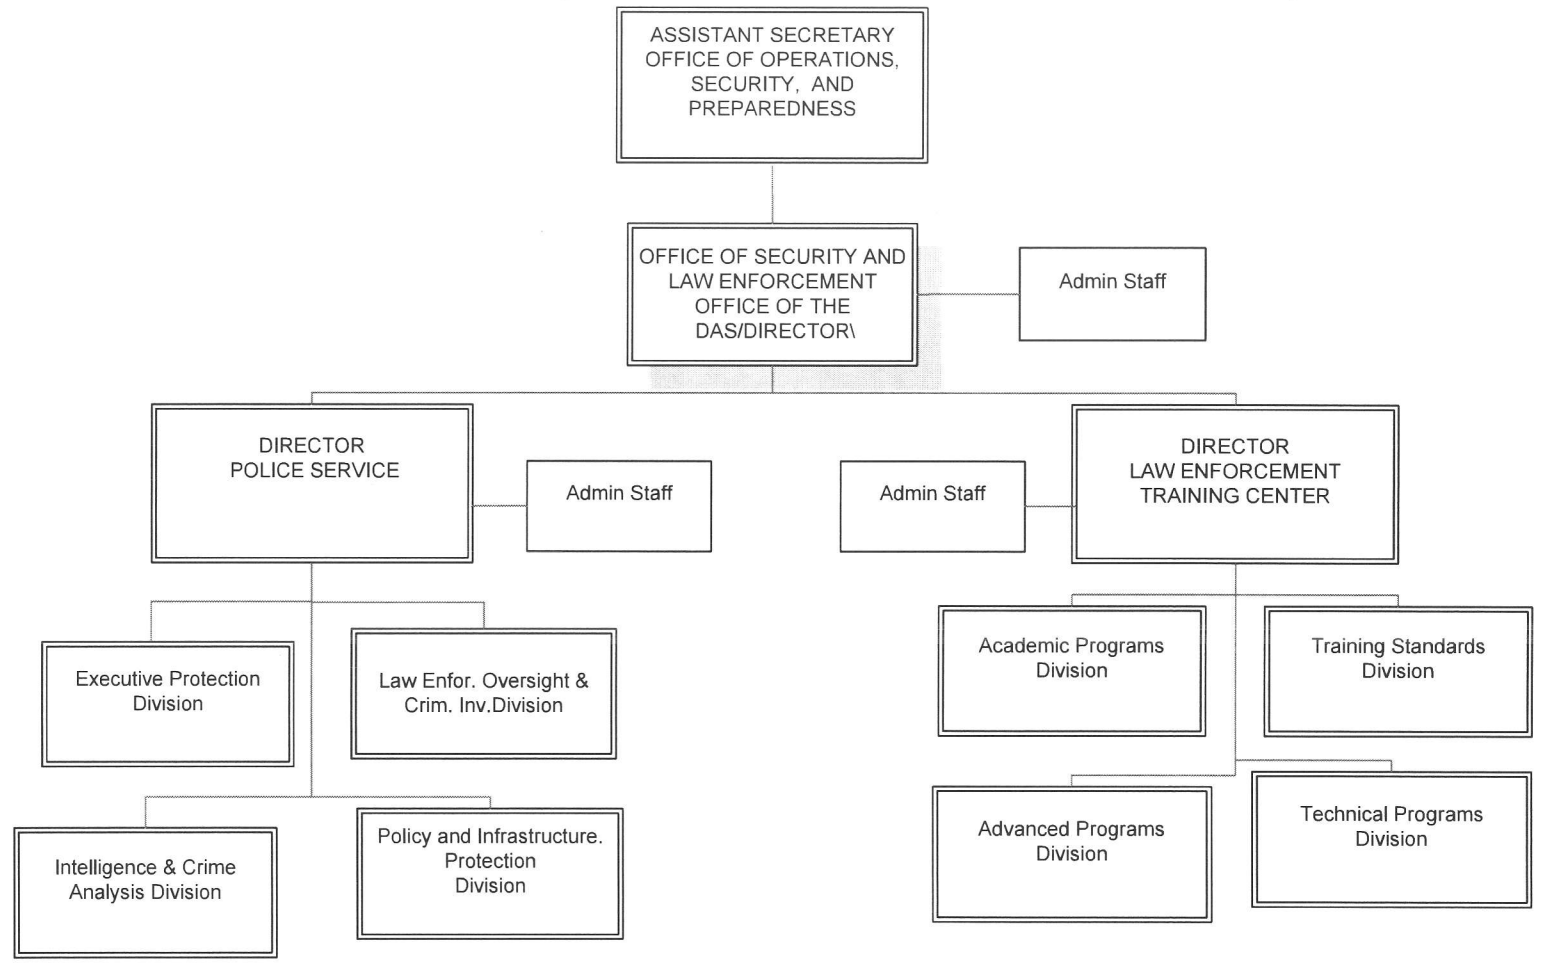 ASSISTANT SECRETARY
OFFICE OF OPERATIONS,
SECURITY, AND
PREPAREDNESS
OFFICE OF SECURITY AND
LAW ENFORCEMENT
OFFICE OF THE
DAS/DIRECTOR\
Admin Staff
DIRECTOR
POLICE SERVICE
Admin Staff
Admin Staff
DIRECTOR
LAW ENFORCEMENT
TRAINING CENTER
Executive Protection
Division
Law Enfor. Oversight &
Crim. Inv.Division
Academic Programs
Division
Training Standards
Division
Intelligence & Crime
Analysis Division
Policy and Infrastructure.
Protection
Division
Advanced Programs
Division
Technical Programs
Division